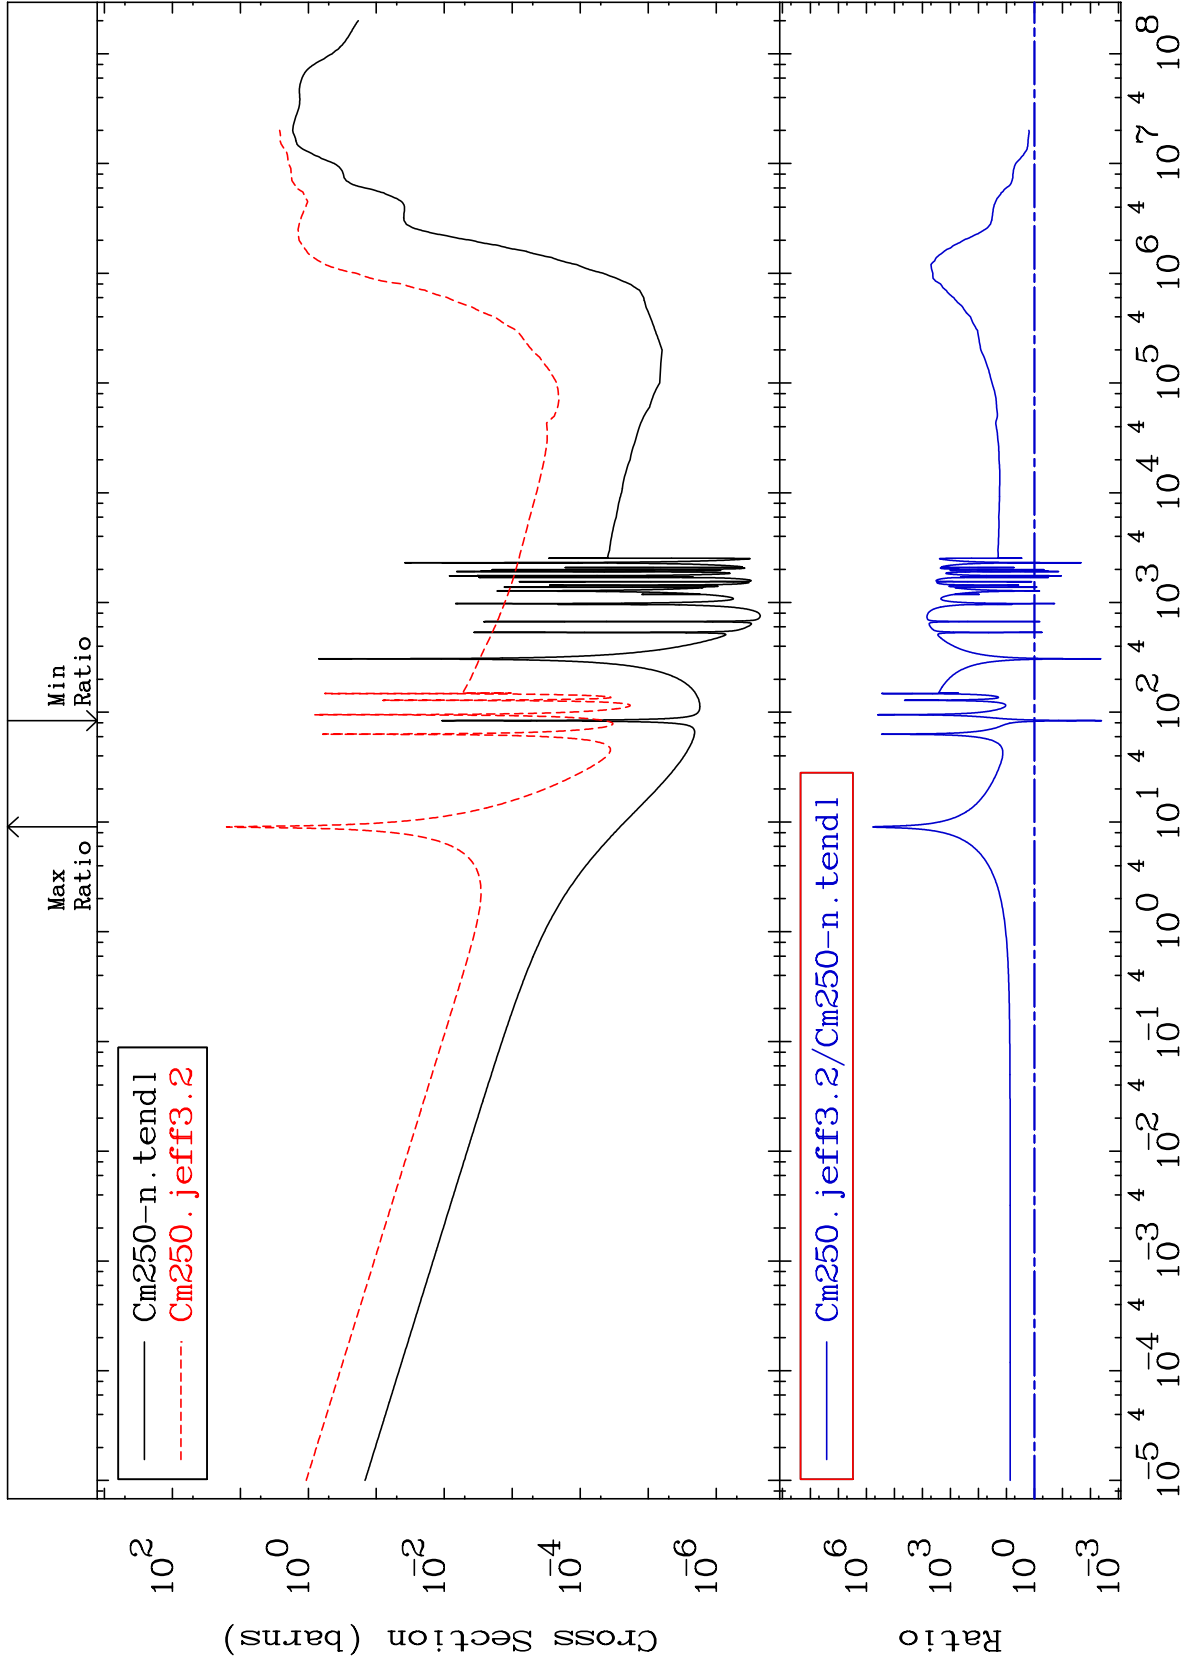 Max
Ratio
Min
Ratio
Cm250-n.tendl
Cm250.jeff3.2
Cross Section (barns)
10^2
10^0
10^-2
10^-4
10^-6
Cm250.jeff3.2/Cm250-n.tendl
Ratio
10^6
10^3
10^0
10^-3
10^-5 4 10^-4 4 10^-3 4 10^-2 4 10^-1 4 10^0 4 10^1 4 10^2 4 10^3 4 10^4 4 10^5 4 10^6 4 10^7 4 10^8